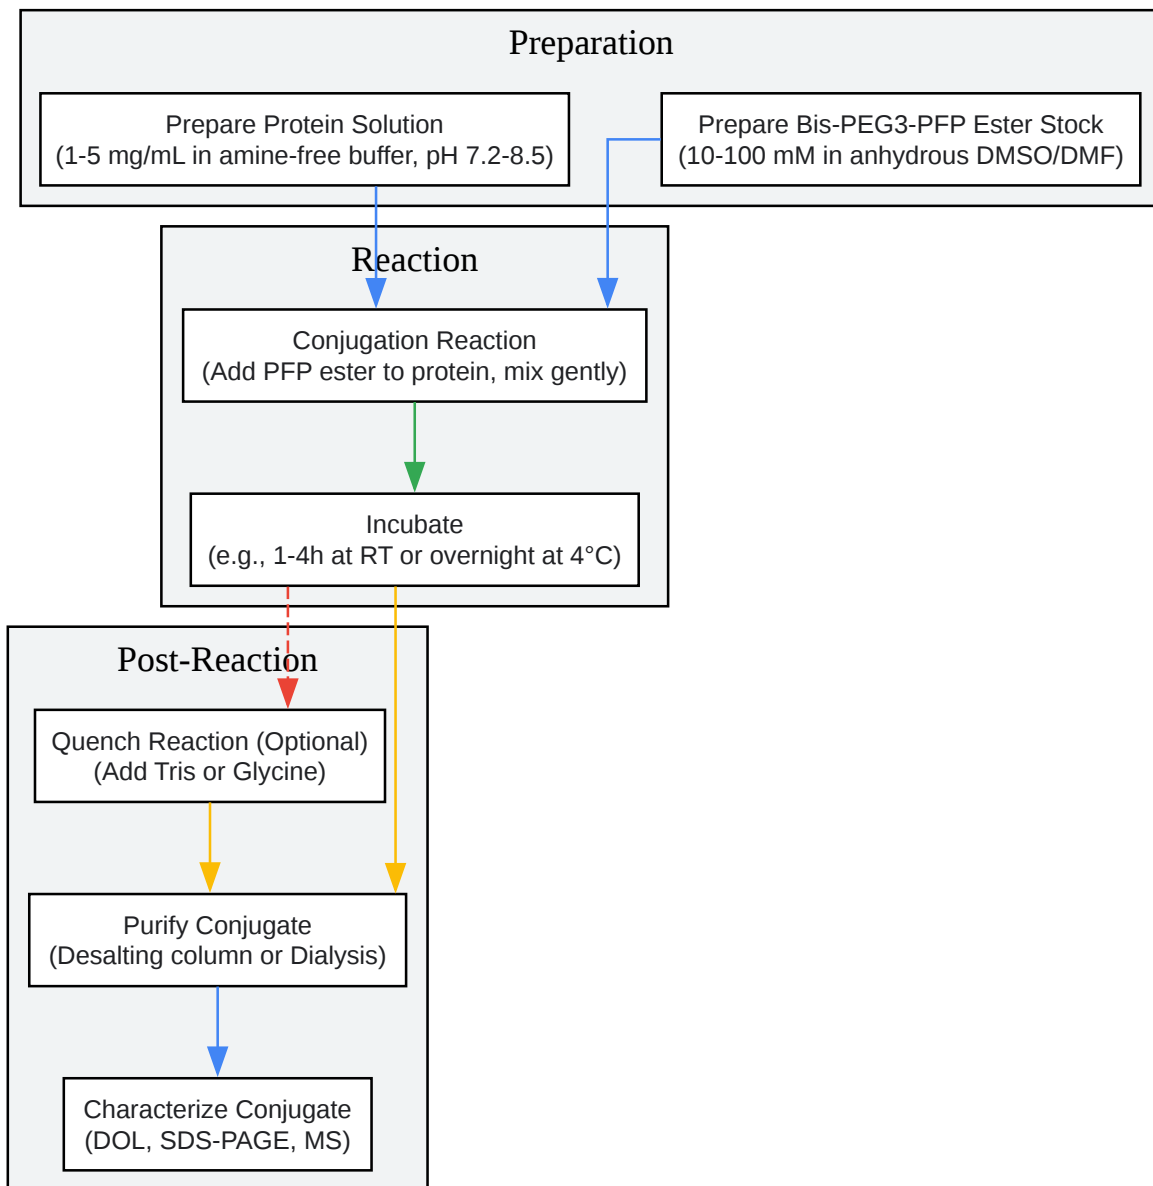 Preparation
Prepare Protein Solution
(1-5 mg/mL in amine-free buffer, pH 7.2-8.5)
Prepare Bis-PEG3-PFP Ester Stock
(10-100 mM in anhydrous DMSO/DMF)
Reaction
Conjugation Reaction
(Add PFP ester to protein, mix gently)
Incubate
(e.g., 1-4h at RT or overnight at 4°C)
Post-Reaction
Quench Reaction (Optional)
(Add Tris or Glycine)
Purify Conjugate
(Desalting column or Dialysis)
Characterize Conjugate
(DOL, SDS-PAGE, MS)